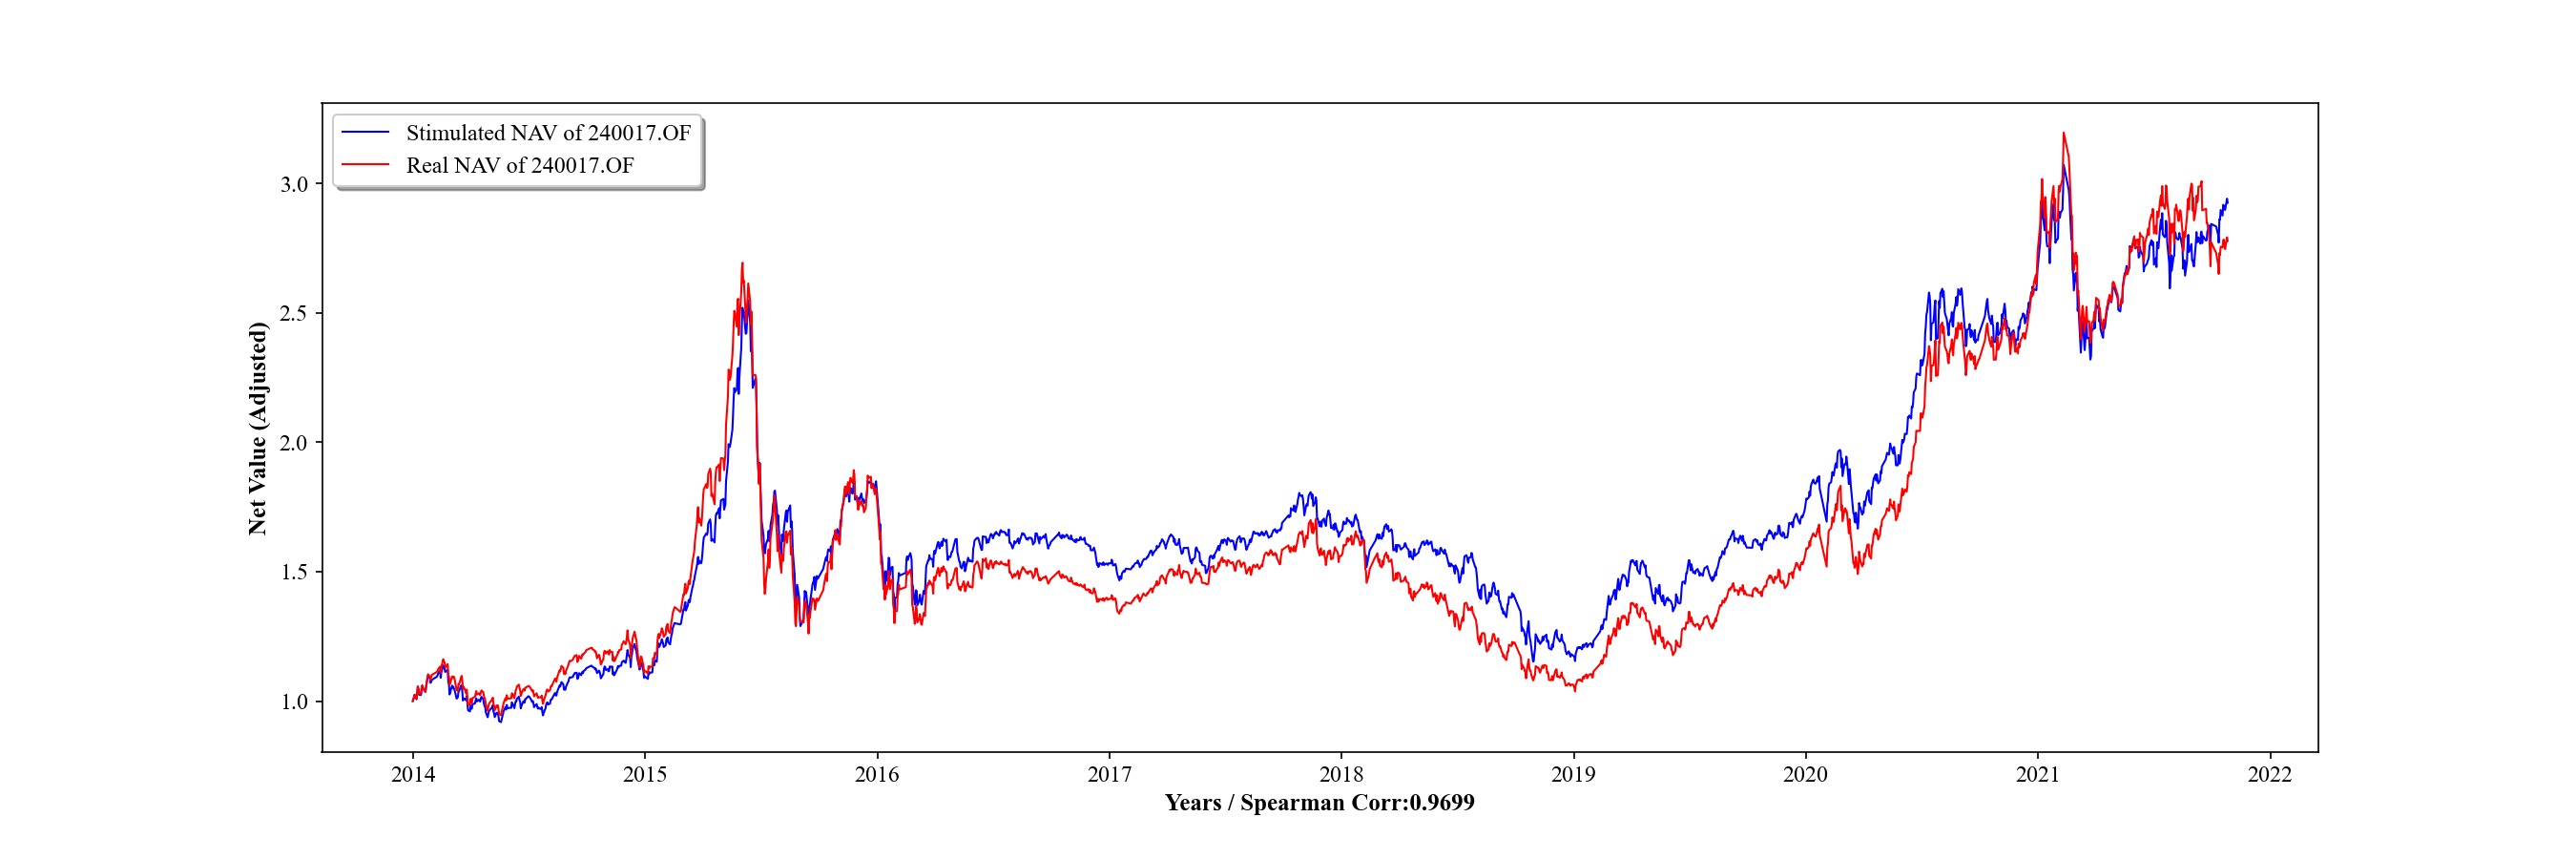 Stimulated NAV of 240017.OF
Real NAV of 240017.OF
Net Value (Adjusted)
3.0
2.5
2.0
1.5
1.0
2014 2015 2016 2017 2018 2019 2020 2021 2022
Years / Spearman Corr:0.9699